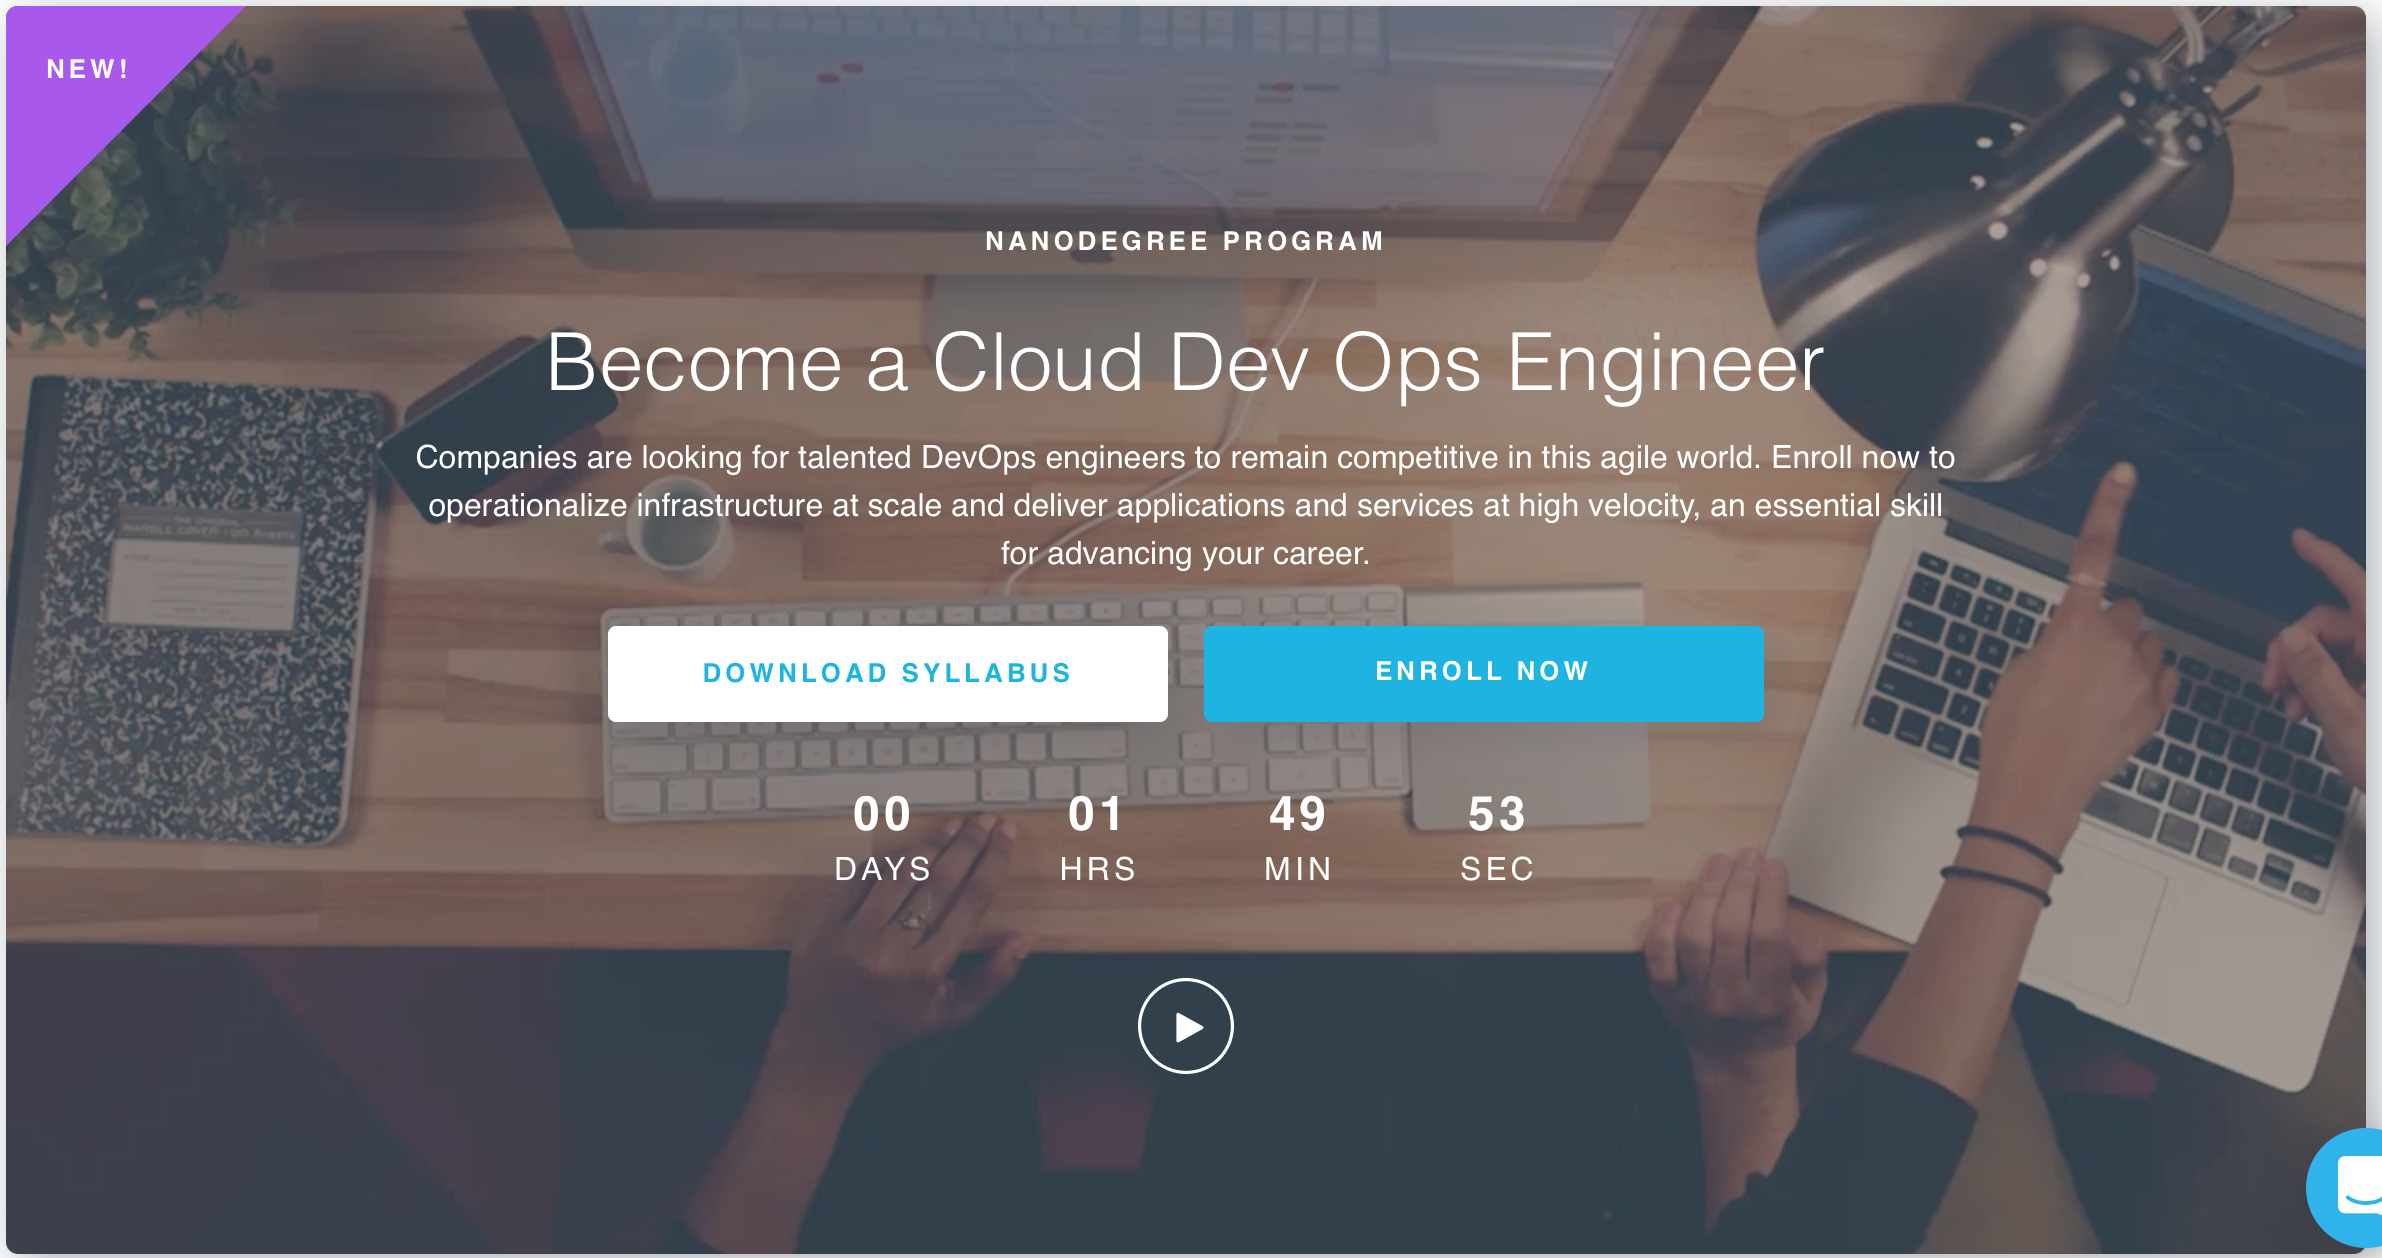 NEW!
NANODEGREE PROGRAM
Become a Cloud Dev Ops Engineer
Companies are looking for talented DevOps engineers to remain competitive in this agile world. Enroll now to
operationalize infrastructure at scale and deliver applications and services at high velocity, an essential skill
for advancing your career.
DOWNLOAD SYLLABUS
ENROLL NOW
00 01 49 53
DAYS HRS MIN SEC